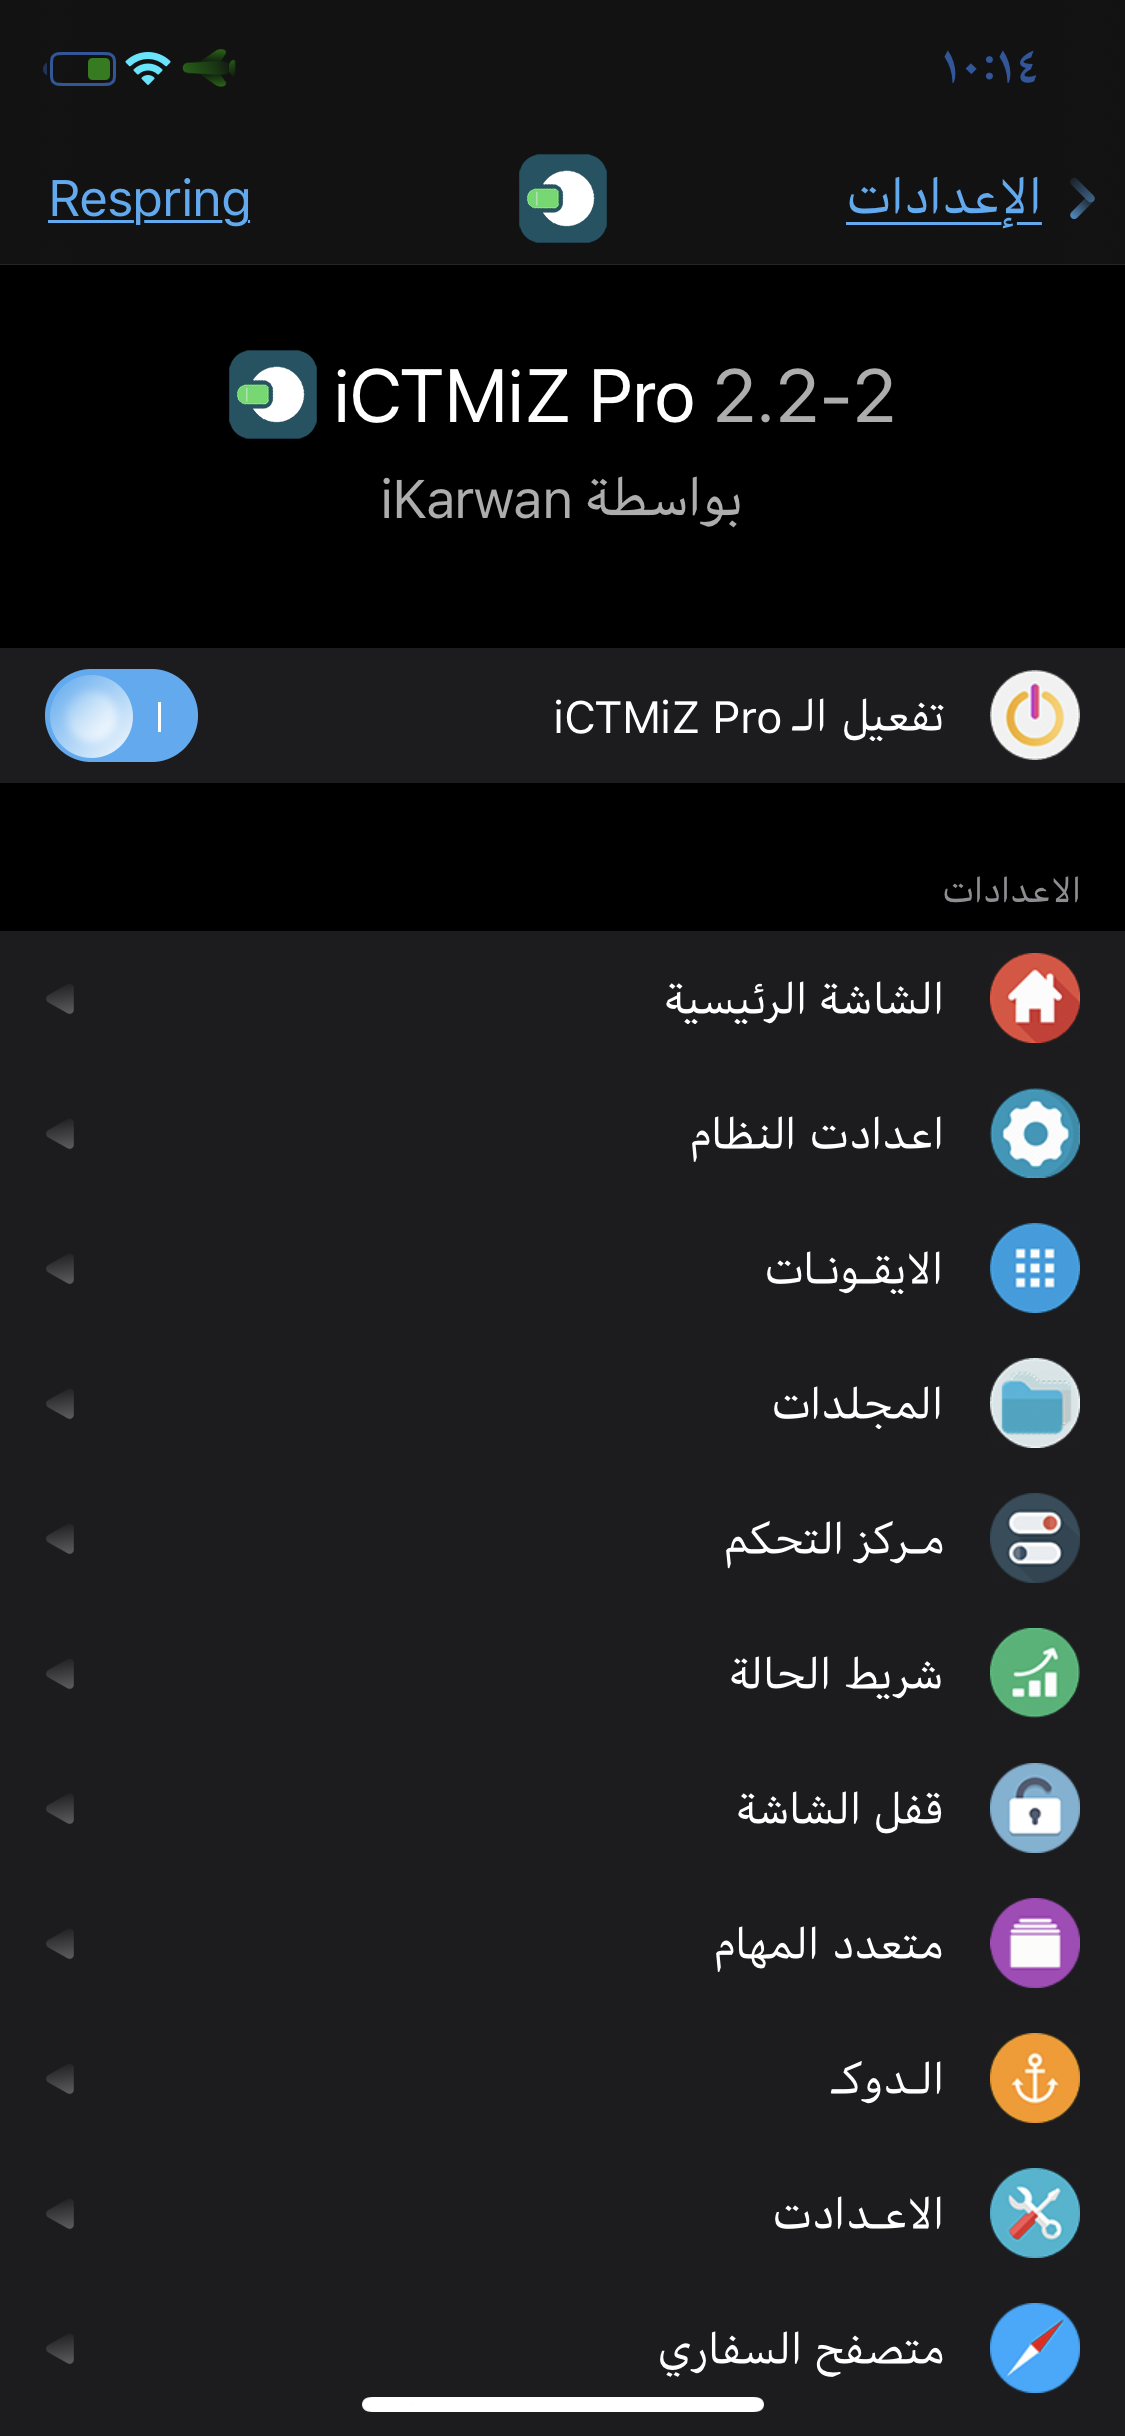 ١٠:١٤
الإعدادات
Respring
iCTMiZ Pro 2.2-2
بواسطة iKarwan
تفعيل الـ iCTMiZ Pro
الاعدادات
الشاشة الرئيسية
اعدادت النظام
الايقـونـات
المجلدات
مـركز التحكم
شريط الحالة
قفل الشاشة
متعدد المهام
الـدوكـ
الاعـدادت
متصفح السفاري